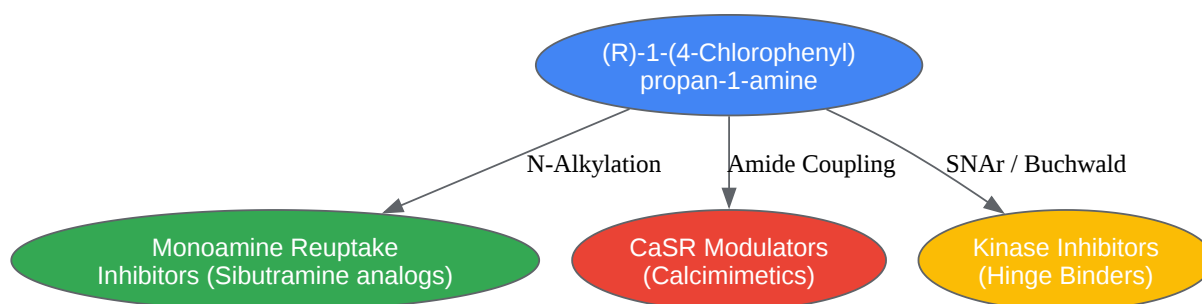 (R)-1-(4-Chlorophenyl)
propan-1-amine
N-Alkylation
Amide Coupling
SNAr / Buchwald
Monoamine Reuptake
Inhibitors (Sibutramine analogs)
CaSR Modulators
(Calcimimetics)
Kinase Inhibitors
(Hinge Binders)